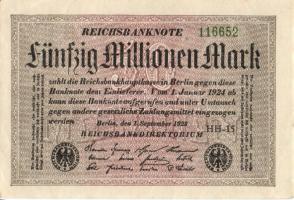 REICHSBANKNOTE
116652
Fünfzig Millionen Mark
zahlt die Reichsbankhauptkasse in Berlin gegen diese
Banknote dem Einlieferer. Vom 1. Januar 1924 ab
kann diese Banknote aufgerufen und unter Umtausch
gegen andere gesetzliche Zahlungsmittel eingezogen
werden
Berlin, den 1. September 1923
REICHSBANKDIREKTORIUM
HH-15